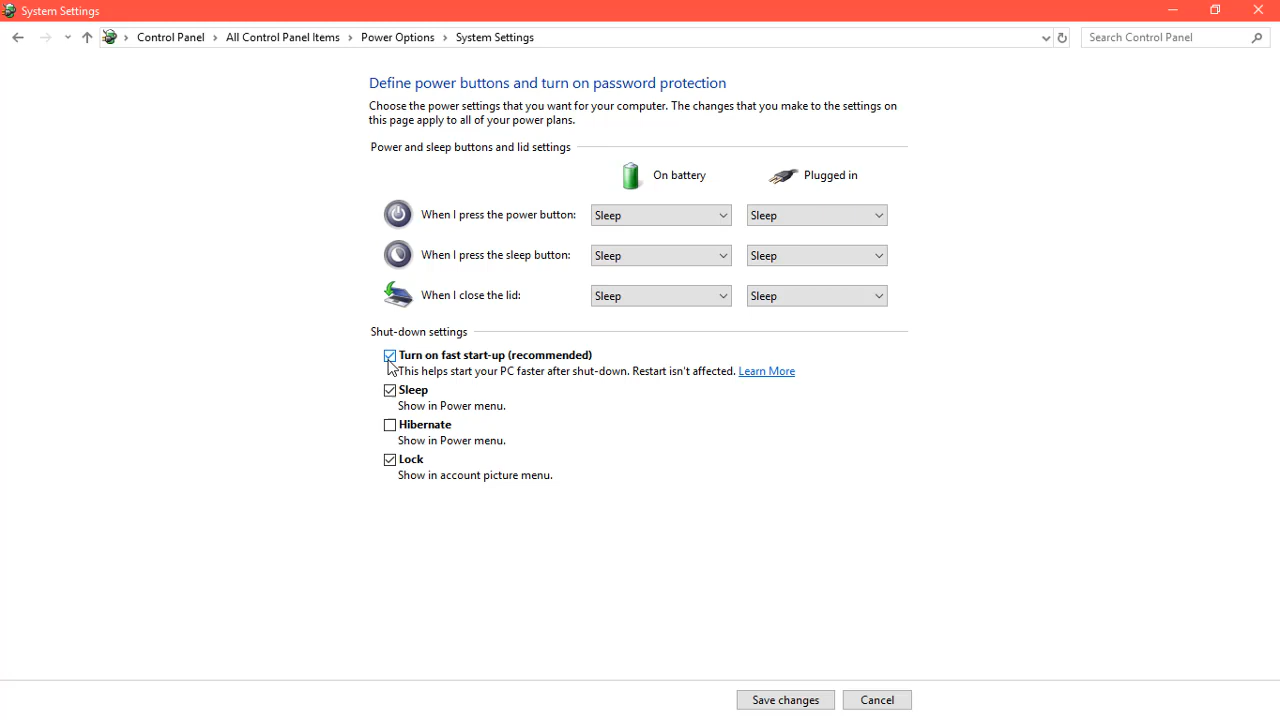 System Settings
Control Panel > All Control Panel Items > Power Options > System Settings
Search Control Panel
Define power buttons and turn on password protection
Choose the power settings that you want for your computer. The changes that you make to the settings on
this page apply to all of your power plans.
Power and sleep buttons and lid settings
On battery Plugged in
When I press the power button: Sleep Sleep
When I press the sleep button: Sleep Sleep
When I close the lid: Sleep Sleep
Shut-down settings
Turn on fast start-up (recommended)
This helps start your PC faster after shut-down. Restart isn't affected. Learn More
Sleep
Show in Power menu.
Hibernate
Show in Power menu.
Lock
Show in account picture menu.
Save changes Cancel